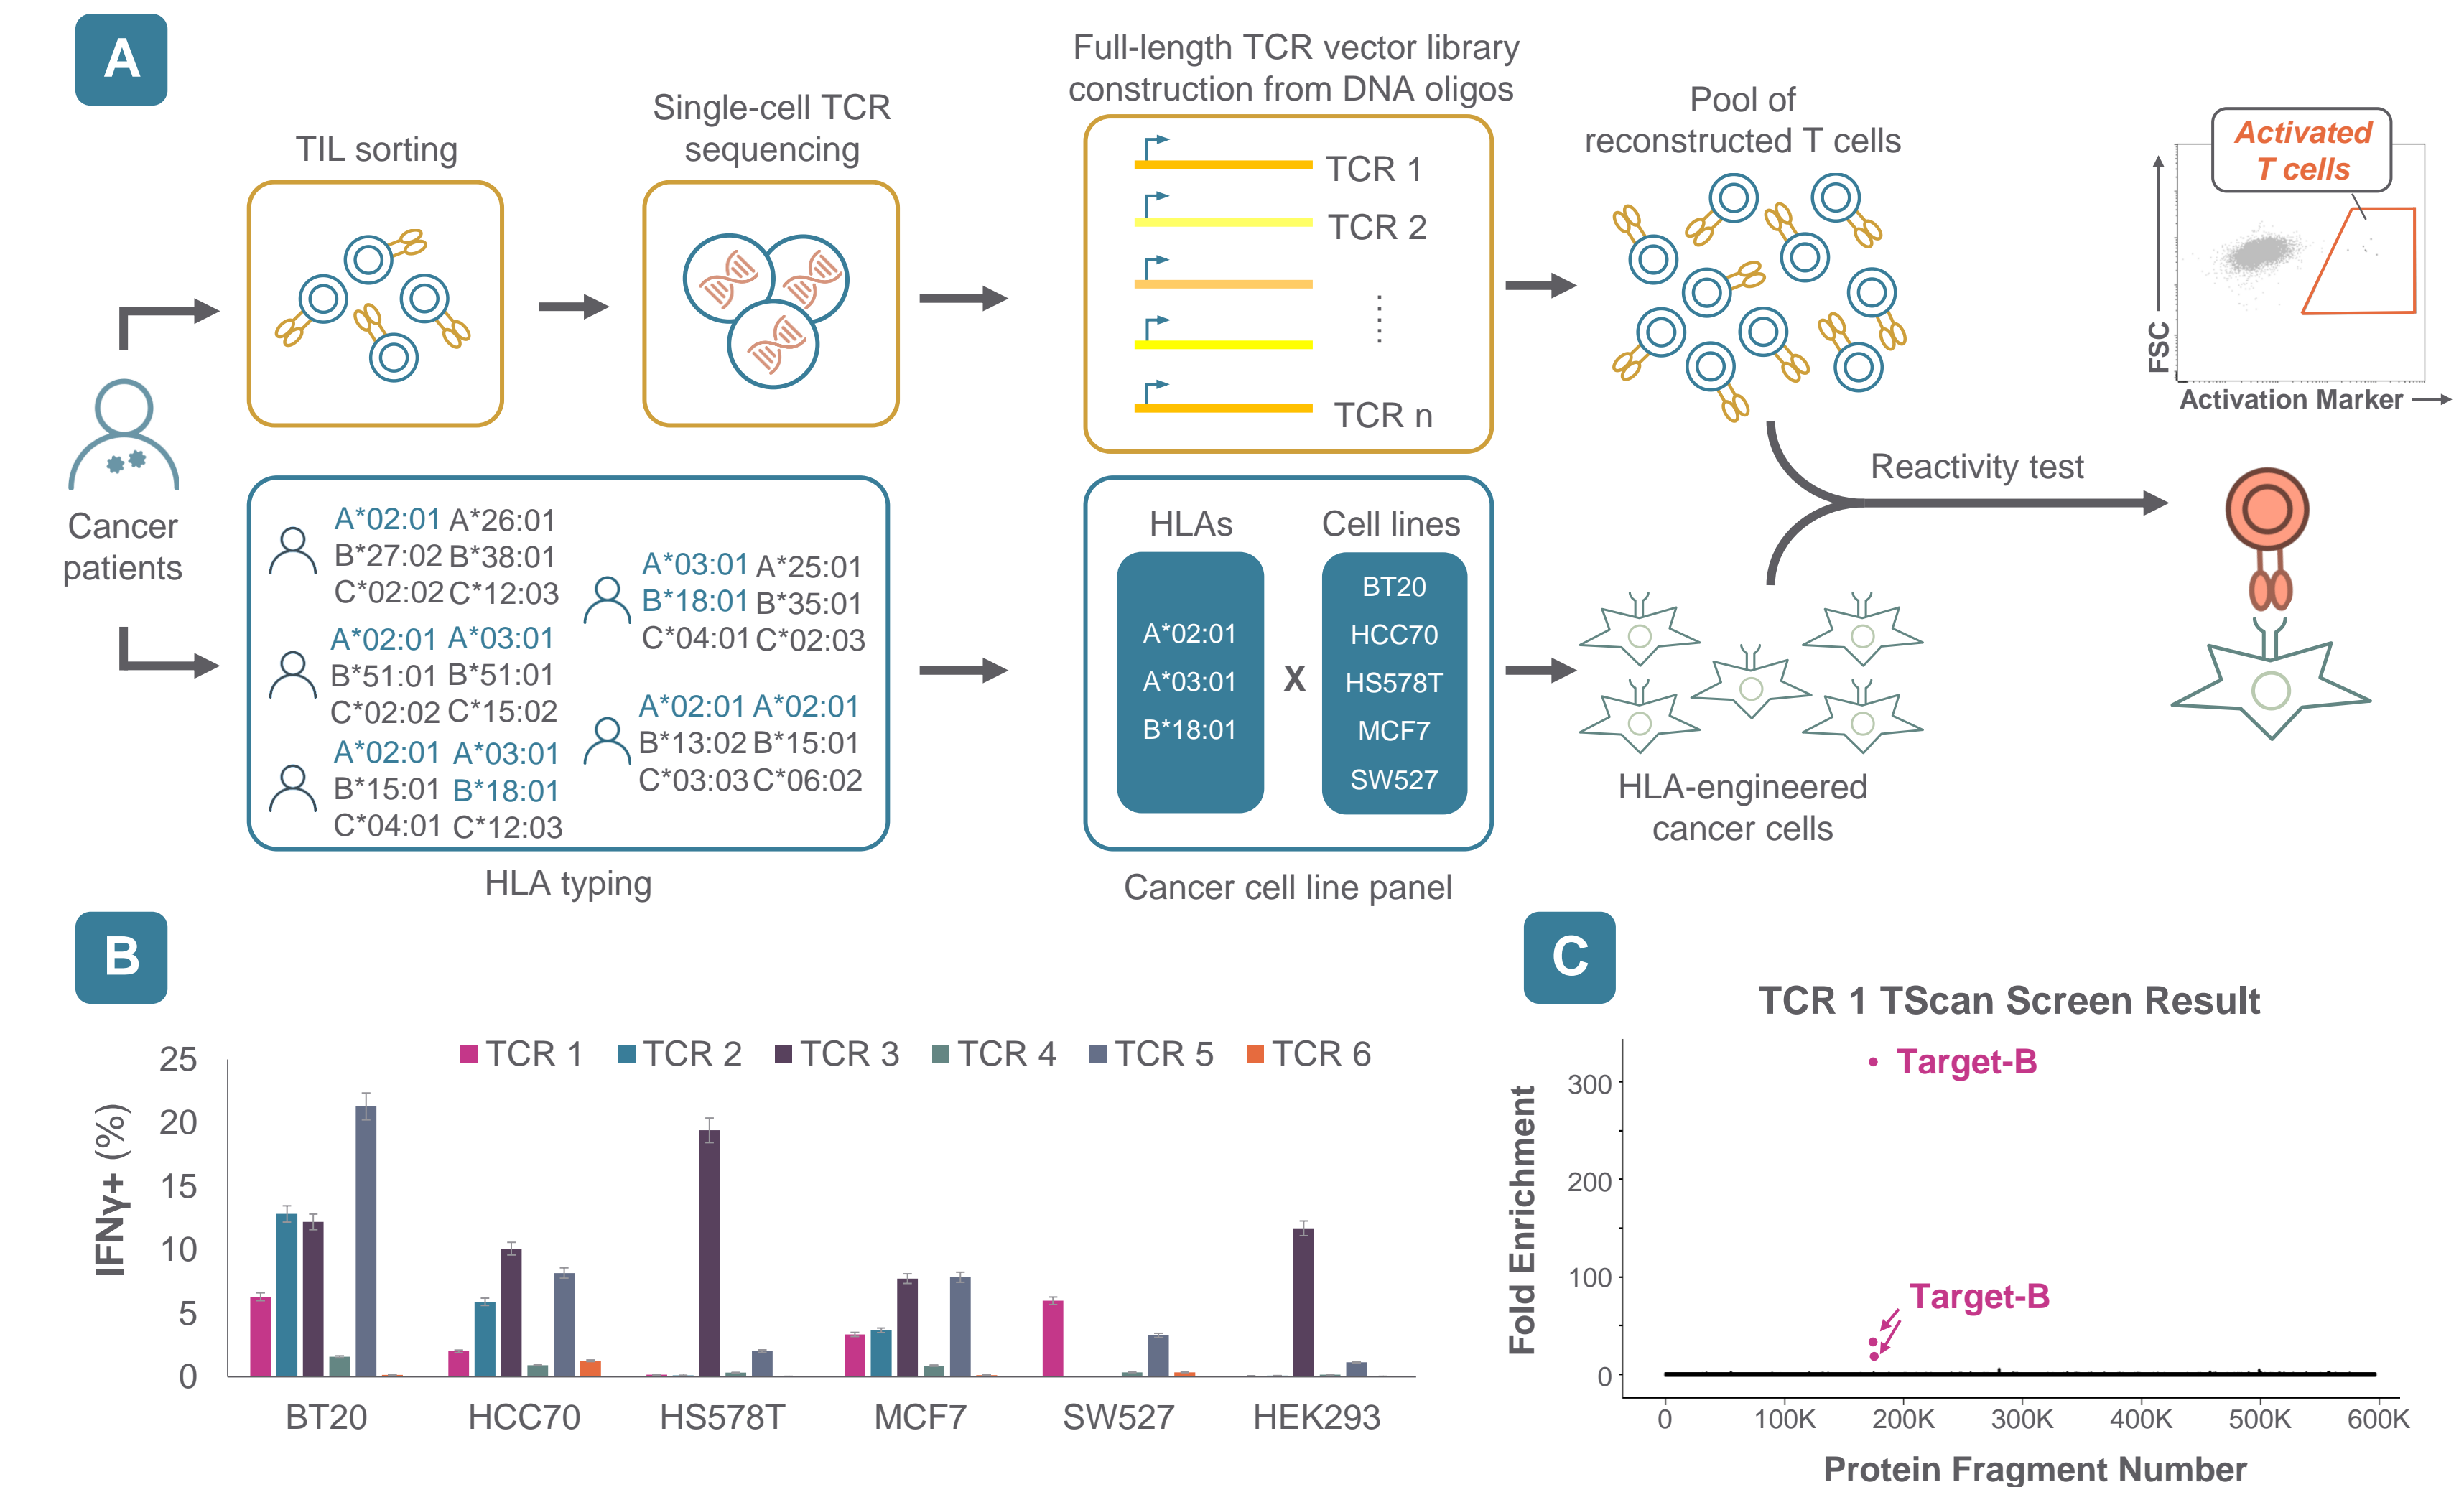 A
TIL sorting
Single-cell TCR
sequencing
Full-length TCR vector library
construction from DNA oligos
TCR 1
TCR 2
TCR n
Pool of
reconstructed T cells
Activated
T cells
FSC
Activation Marker
Cancer
patients
A*02:01 A*26:01
B*27:02 B*38:01
C*02:02 C*12:03
A*02:01 A*03:01
B*51:01 B*51:01
C*02:02 C*15:02
A*02:01 A*03:01
B*15:01 B*18:01
C*04:01 C*12:03
A*03:01 A*25:01
B*18:01 B*35:01
C*04:01 C*02:03
A*02:01 A*02:01
B*13:02 B*15:01
C*03:03 C*06:02
HLA typing
HLAs
A*02:01
A*03:01
B*18:01
X
Cell lines
BT20
HCC70
HS578T
MCF7
SW527
Cancer cell line panel
HLA-engineered
cancer cells
Reactivity test
B
TCR 1 TCR 2 TCR 3 TCR 4 TCR 5 TCR 6
IFNγ+ (%)
25
20
15
10
5
0
BT20 HCC70 HS578T MCF7 SW527 HEK293
C
TCR 1 TScan Screen Result
Fold Enrichment
300
200
100
0
Target-B
Target-B
0 100K 200K 300K 400K 500K 600K
Protein Fragment Number